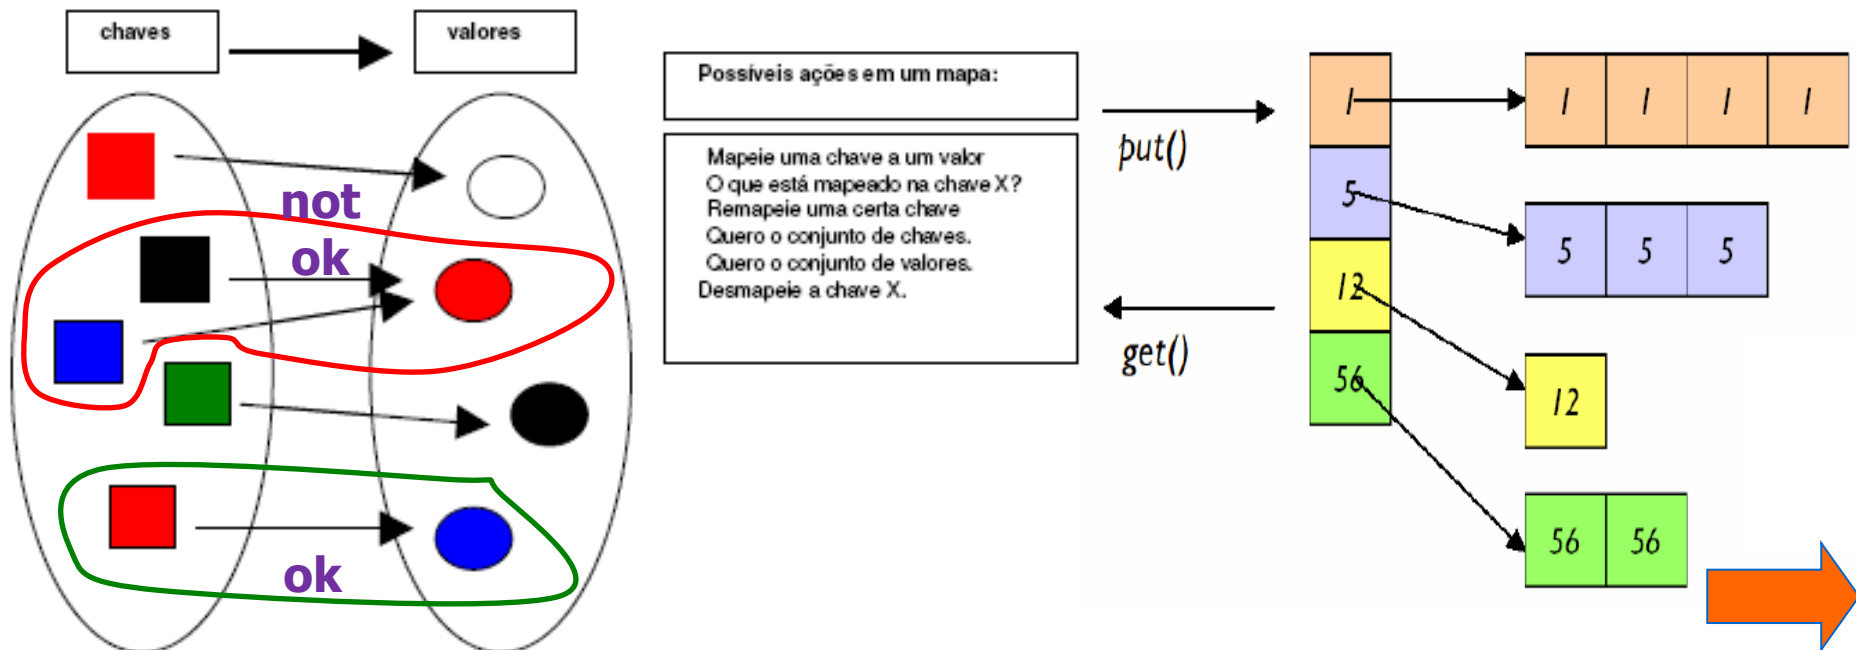 chaves
valores
not
ok
ok
Possíveis ações em um mapa:
Mapeie uma chave a um valor
O que está mapeado na chave X?
Remapeie uma certa chave
Quero o conjunto de chaves.
Quero o conjunto de valores.
Desmapeie a chave X.
put()
get()
1 1 1 1 1
5 5 5 5
12 12
56 56 56